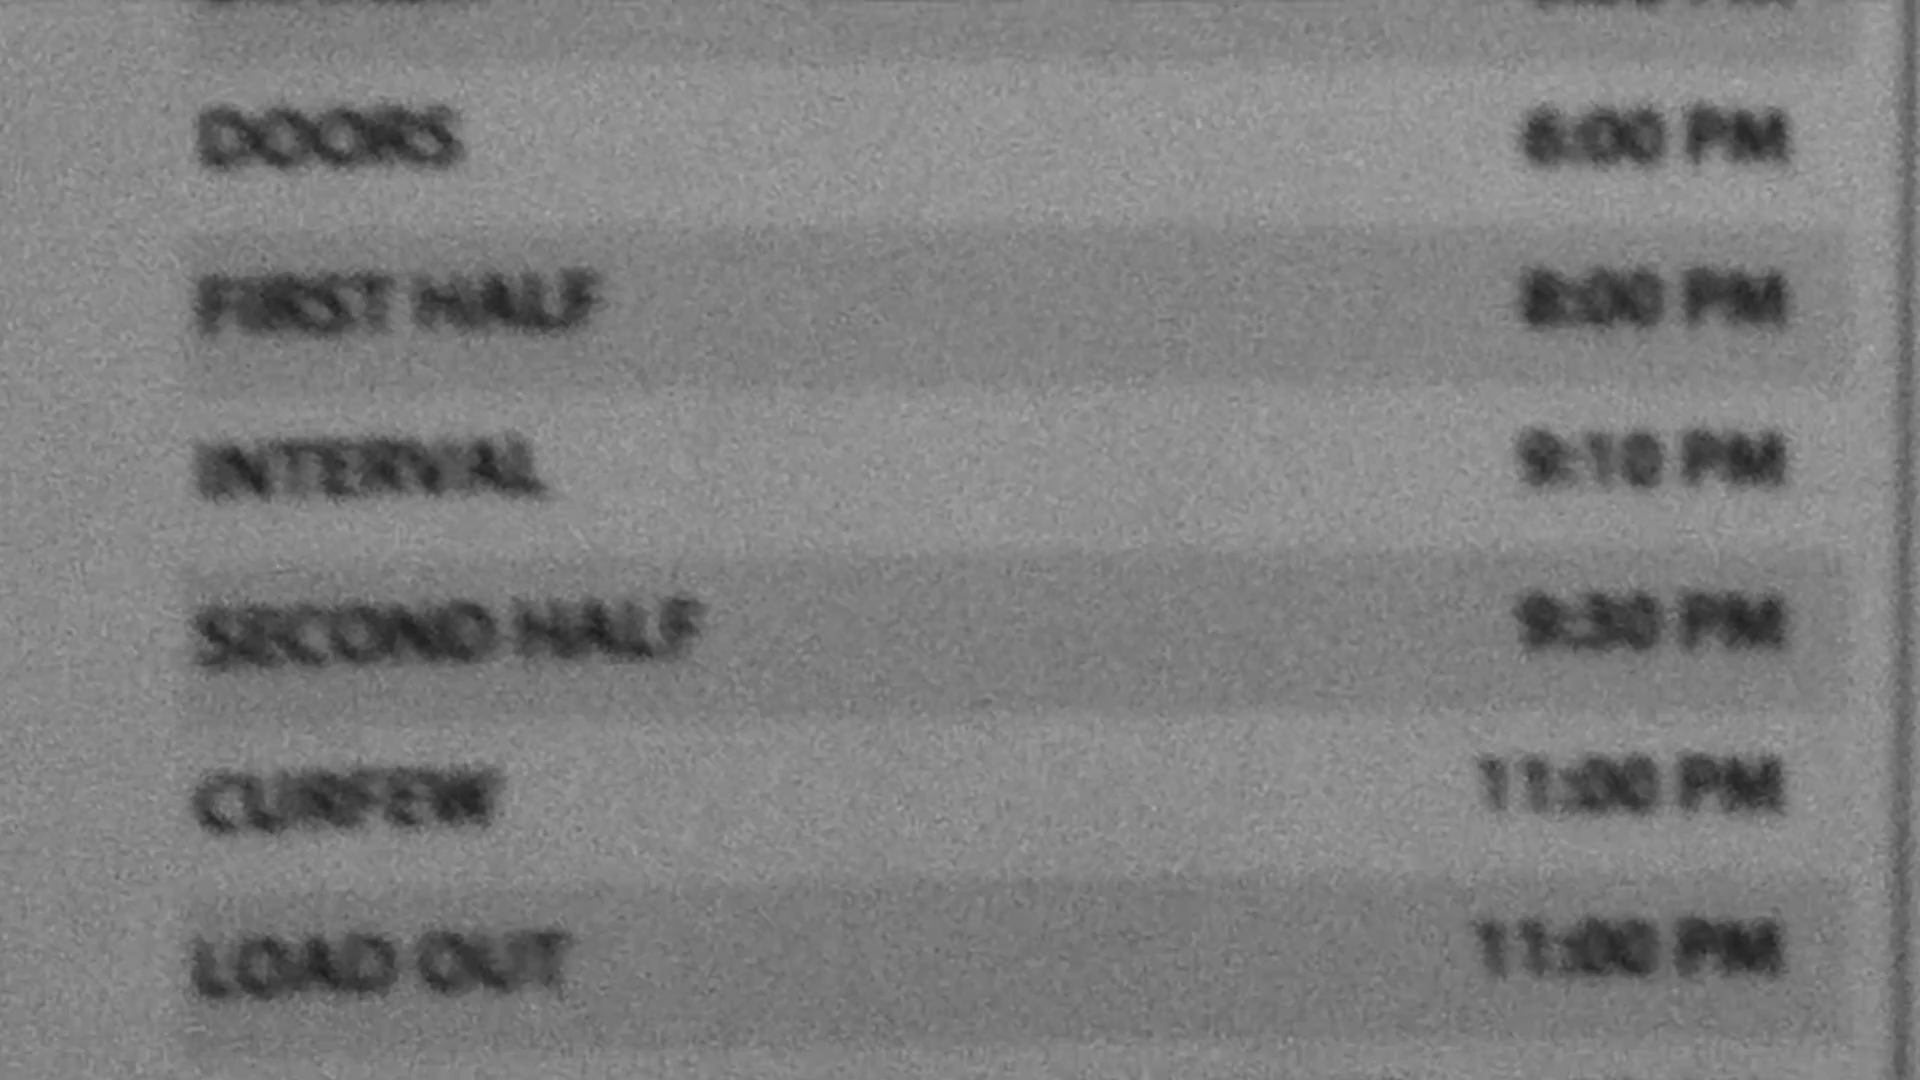 DOORS 6:00 PM
FIRST HALF 8:00 PM
INTERVAL 9:10 PM
SECOND HALF 9:30 PM
CURFEW 11:00 PM
LOAD OUT 11:00 PM